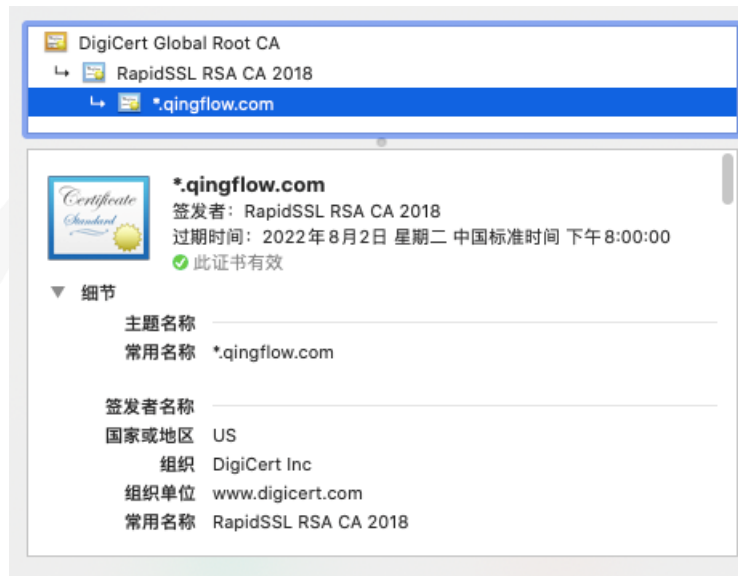 DigiCert Global Root CA
RapidSSL RSA CA 2018
*.qingflow.com
Certificate
Standard
*.qingflow.com
签发者：RapidSSL RSA CA 2018
过期时间：2022年8月2日 星期二 中国标准时间 下午8:00:00
此证书有效
细节
主题名称
常用名称 *.qingflow.com
签发者名称
国家或地区 US
组织 DigiCert Inc
组织单位 www.digicert.com
常用名称 RapidSSL RSA CA 2018